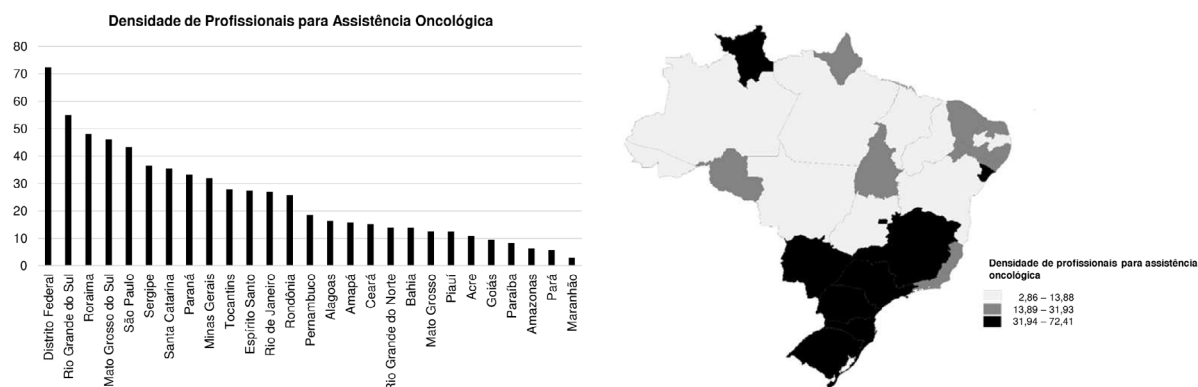 Densidade de Profissionais para Assistência Oncológica
80
70
60
50
40
30
20
10
0
Distrito Federal
Rio Grande do Sul
Roraima
Mato Grosso do Sul
São Paulo
Sergipe
Santa Catarina
Paraná
Minas Gerais
Tocantins
Espírito Santo
Rio de Janeiro
Rondônia
Pernambuco
Alagoas
Amapá
Ceará
Rio Grande do Norte
Bahia
Mato Grosso
Piauí
Acre
Goiás
Paraíba
Amazonas
Pará
Maranhão
Densidade de profissionais para assistência
oncológica
2,86 – 13,88
13,89 – 31,93
31,94 – 72,41